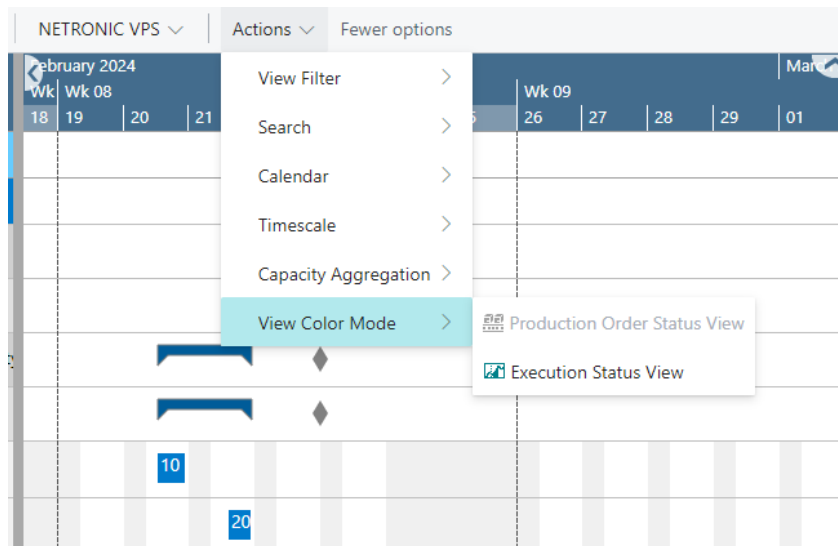 NETRONIC VPS
Actions
Fewer options
February 2024
Marc
Wk
Wk 08
Wk 09
18
19
20
21
26
27
28
29
01
View Filter
Search
Calendar
Timescale
Capacity Aggregation
View Color Mode
Production Order Status View
Execution Status View
10
20